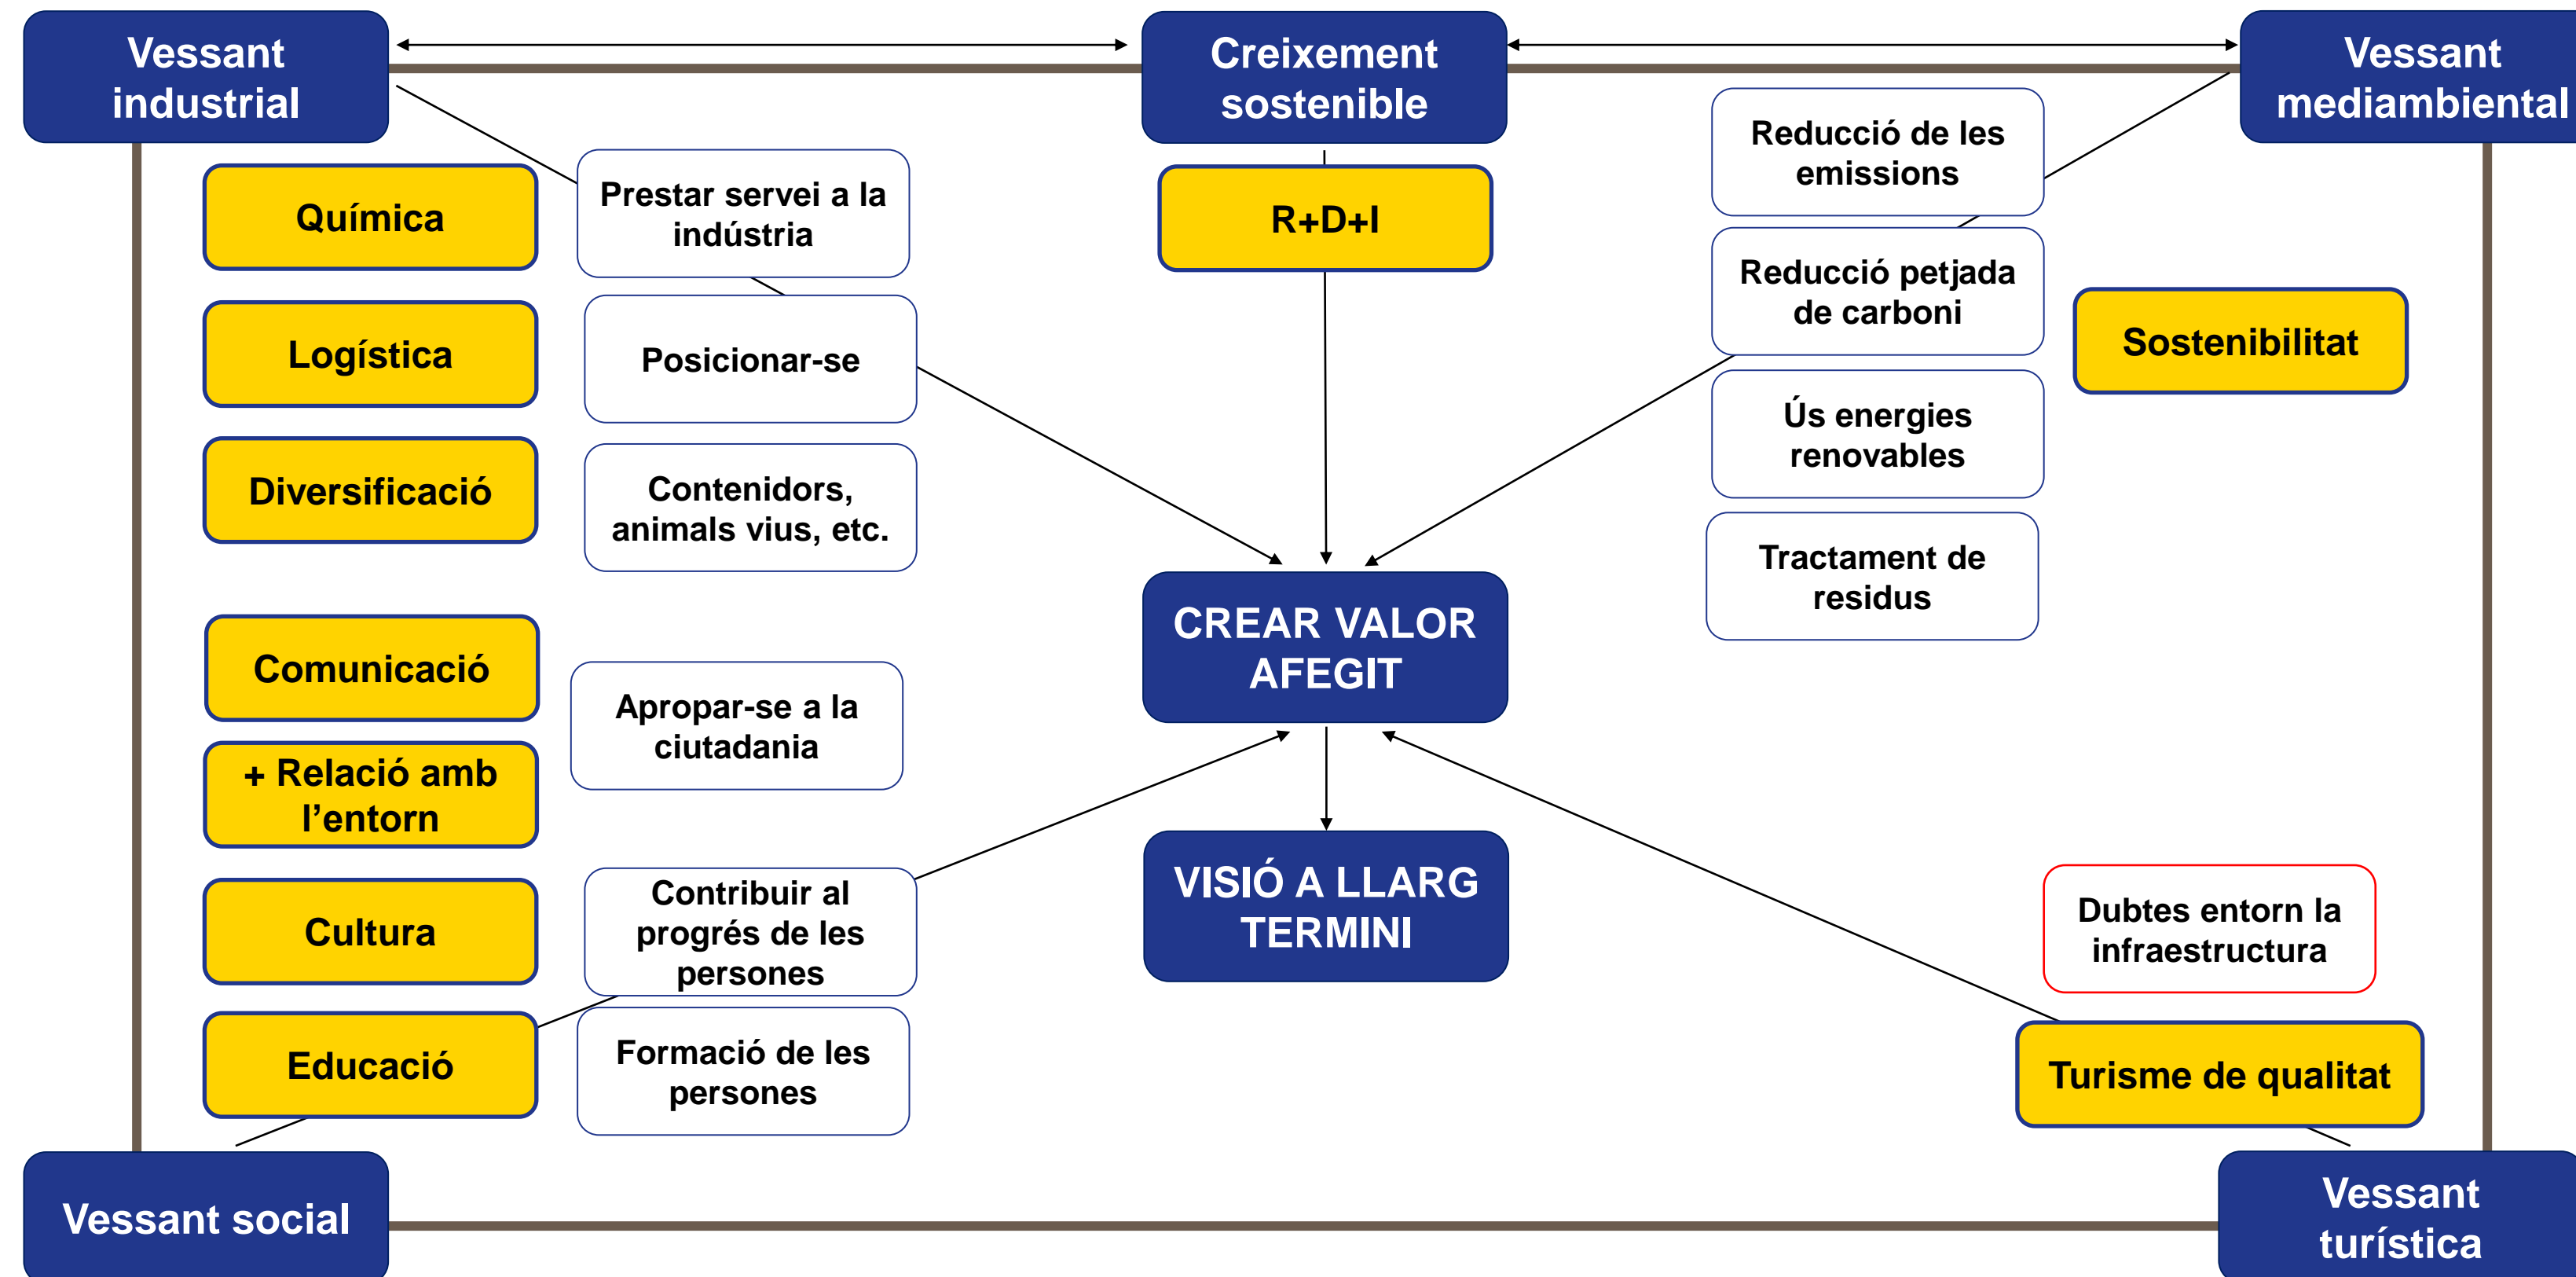 Vessant
industrial
Creixement
sostenible
Vessant
mediambiental
Química
Prestar servei a la
indústria
R+D+I
Reducció de les
emissions
Logística
Posicionar-se
Reducció petjada
de carboni
Sostenibilitat
Diversificació
Contenidors,
animals vius, etc.
Ús energies
renovables
Tractament de
residus
CREAR VALOR
AFEGIT
Comunicació
Apropar-se a la
ciutadania
+ Relació amb
l’entorn
VISIÓ A LLARG
TERMINI
Cultura
Contribuir al
progrés de les
persones
Dubtes entorn la
infraestructura
Educació
Formació de les
persones
Turisme de qualitat
Vessant social
Vessant
turística